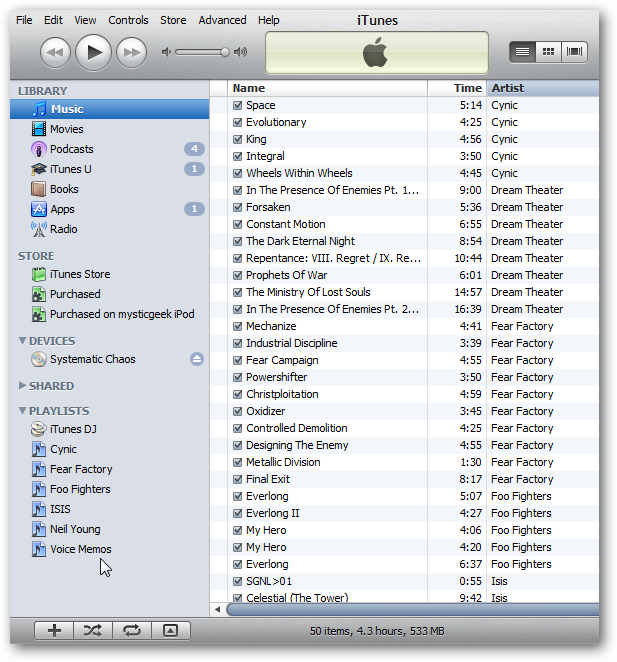 File Edit View Controls Store Advanced Help iTunes
LIBRARY
Music
Movies
Podcasts 4
iTunes U 1
Books
Apps 1
Radio
STORE
iTunes Store
Purchased
Purchased on mysticgeek iPod
DEVICES
Systematic Chaos
SHARED
PLAYLISTS
iTunes DJ
Cynic
Fear Factory
Foo Fighters
ISIS
Neil Young
Voice Memos
Name Time Artist
Space 5:14 Cynic
Evolutionary 4:25 Cynic
King 4:56 Cynic
Integral 3:50 Cynic
Wheels Within Wheels 4:45 Cynic
In The Presence Of Enemies Pt. 1... 9:00 Dream Theater
Forsaken 5:36 Dream Theater
Constant Motion 6:55 Dream Theater
The Dark Eternal Night 8:54 Dream Theater
Repentance: VIII. Regret / IX. Re... 10:44 Dream Theater
Prophets Of War 6:01 Dream Theater
The Ministry Of Lost Souls 14:57 Dream Theater
In The Presence Of Enemies Pt. 2... 16:39 Dream Theater
Mechanize 4:41 Fear Factory
Industrial Discipline 3:39 Fear Factory
Fear Campaign 4:55 Fear Factory
Powershifter 3:50 Fear Factory
Christploitation 4:59 Fear Factory
Oxidizer 3:45 Fear Factory
Controlled Demolition 4:25 Fear Factory
Designing The Enemy 4:55 Fear Factory
Metallic Division 1:30 Fear Factory
Final Exit 8:17 Fear Factory
Everlong 5:07 Foo Fighters
Everlong II 4:27 Foo Fighters
My Hero 4:06 Foo Fighters
My Hero 4:20 Foo Fighters
Everlong 6:37 Foo Fighters
SGNL>01 0:55 Isis
Celestial (The Tower) 9:42 Isis
50 items, 4.3 hours, 533 MB